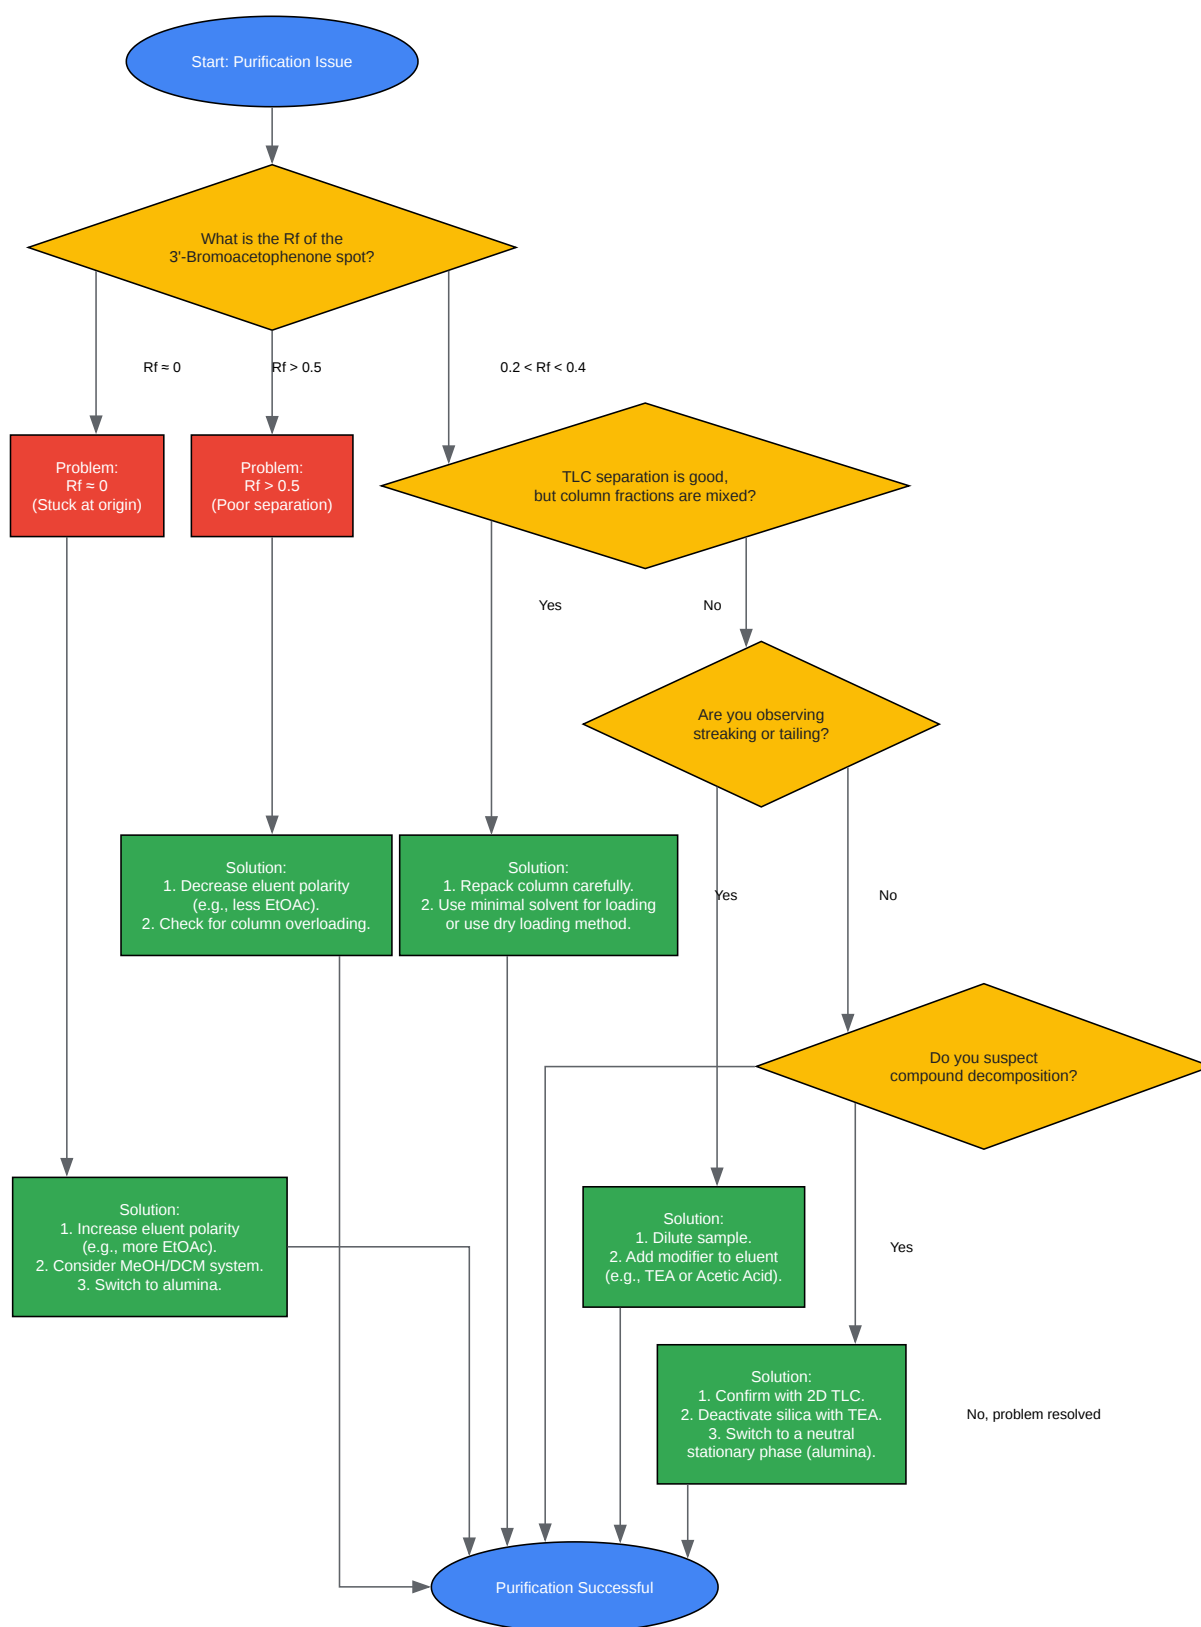 Start: Purification Issue
What is the Rf of the
3'-Bromoacetophenone spot?
Rf ≈ 0
Rf > 0.5
0.2 < Rf < 0.4
Problem:
Rf ≈ 0
(Stuck at origin)
Problem:
Rf > 0.5
(Poor separation)
TLC separation is good,
but column fractions are mixed?
Yes
No
Are you observing
streaking or tailing?
Solution:
1. Decrease eluent polarity
(e.g., less EtOAc).
2. Check for column overloading.
Solution:
1. Repack column carefully.
2. Use minimal solvent for loading
or use dry loading method.
Yes
No
Do you suspect
compound decomposition?
Solution:
1. Increase eluent polarity
(e.g., more EtOAc).
2. Consider MeOH/DCM system.
3. Switch to alumina.
Solution:
1. Dilute sample.
2. Add modifier to eluent
(e.g., TEA or Acetic Acid).
Yes
Solution:
1. Confirm with 2D TLC.
2. Deactivate silica with TEA.
3. Switch to a neutral
stationary phase (alumina).
No, problem resolved
Purification Successful